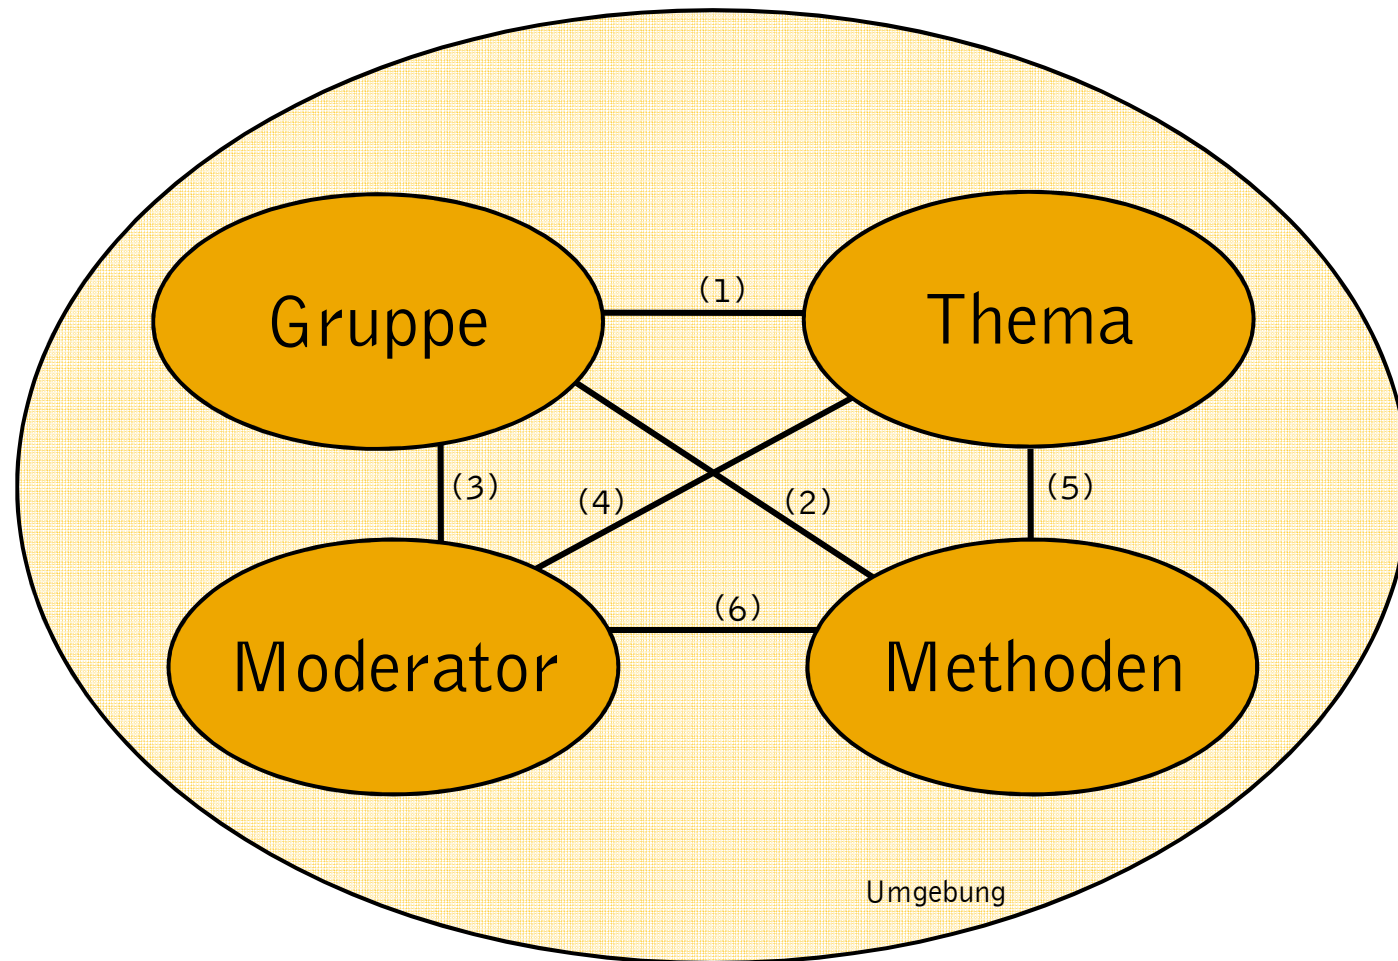 (1)
Gruppe
Thema
(3)
(4)
(2)
(5)
(6)
Moderator
Methoden
Umgebung